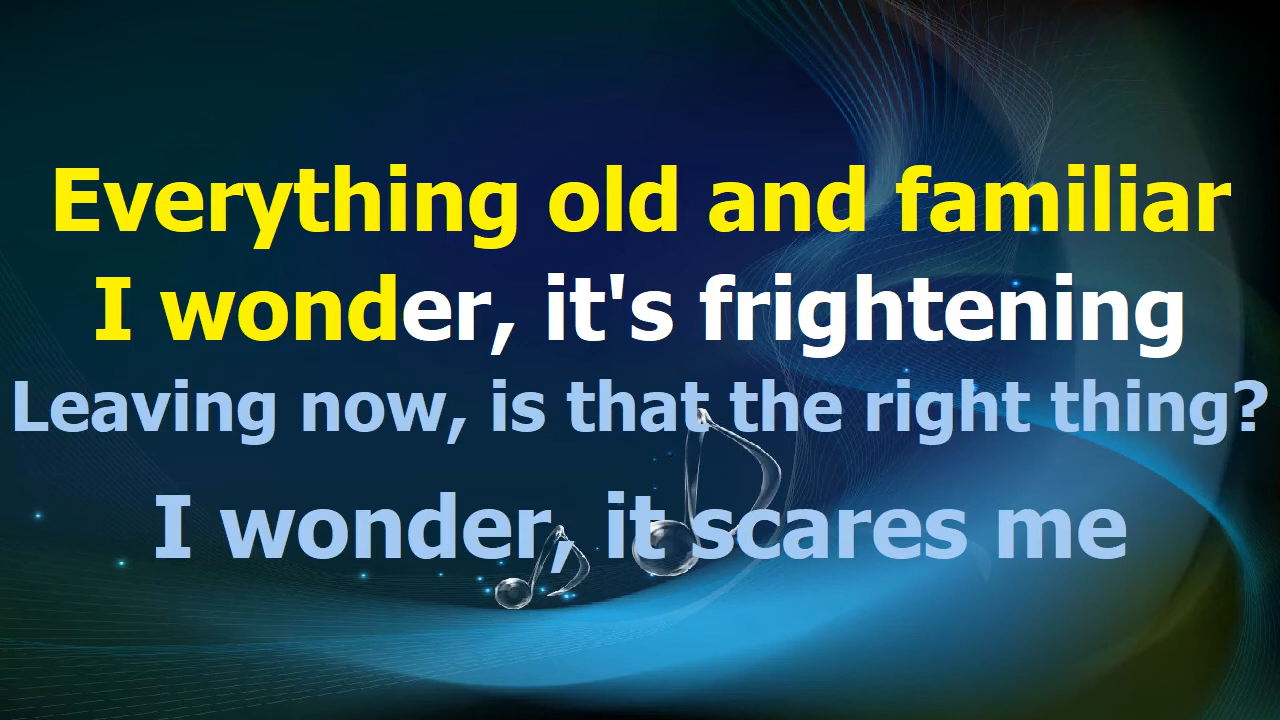 Everything old and familiar
I wonder, it's frightening
Leaving now, is that the right thing?
I wonder, it scares me